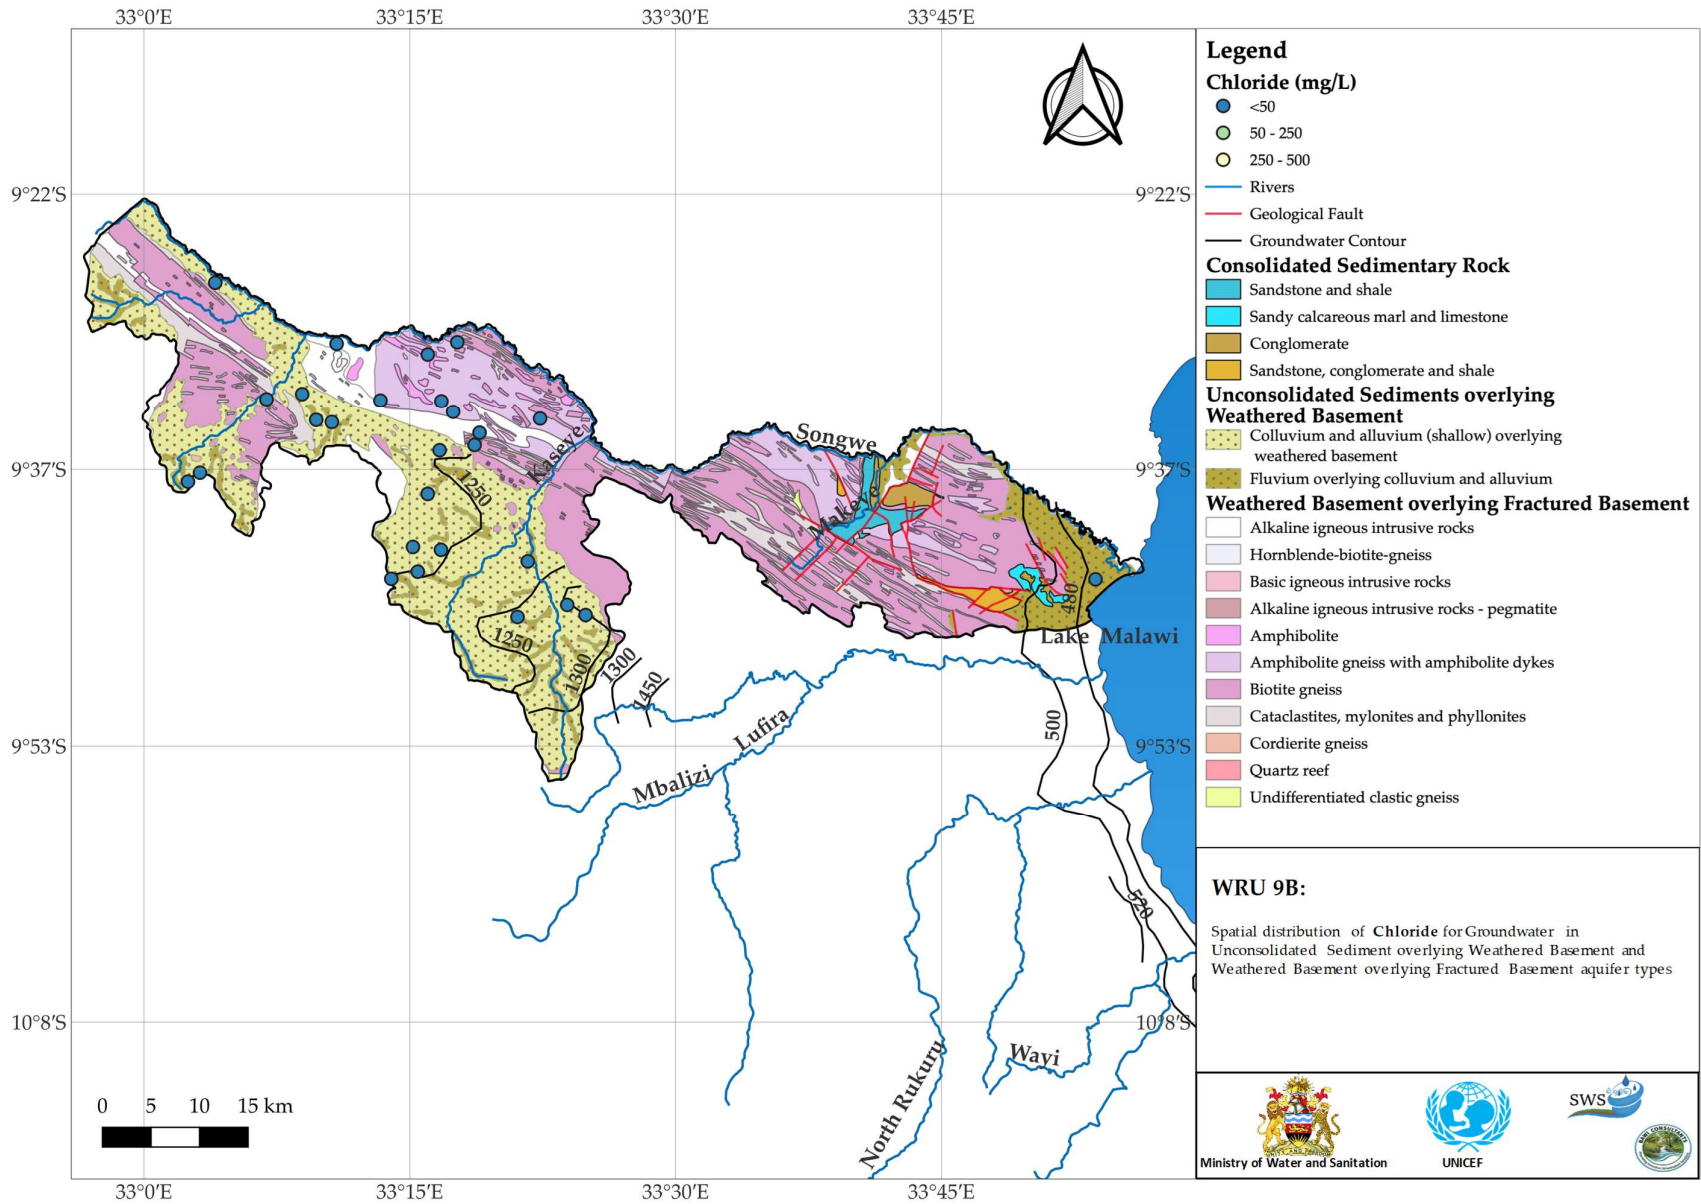 33°0′E
33°15′E
33°30′E
33°45′E
9°22′S
9°22′S
9°37′S
9°37′S
9°53′S
9°53′S
10°8′S
10°8′S
Songwe
Kaseye
Makeye
1250
1250
1300
1300
1450
480
Lake Malawi
500
Lufira
Mbalizi
520
Wayi
North Rukuru
0 5 10 15 km
33°0′E
33°15′E
33°30′E
33°45′E
Legend
Chloride (mg/L)
<50
50 - 250
250 - 500
Rivers
Geological Fault
Groundwater Contour
Consolidated Sedimentary Rock
Sandstone and shale
Sandy calcareous marl and limestone
Conglomerate
Sandstone, conglomerate and shale
Unconsolidated Sediments overlying
Weathered Basement
Colluvium and alluvium (shallow) overlying
weathered basement
Fluvium overlying colluvium and alluvium
Weathered Basement overlying Fractured Basement
Alkaline igneous intrusive rocks
Hornblende-biotite-gneiss
Basic igneous intrusive rocks
Alkaline igneous intrusive rocks - pegmatite
Amphibolite
Amphibolite gneiss with amphibolite dykes
Biotite gneiss
Cataclastites, mylonites and phyllonites
Cordierite gneiss
Quartz reef
Undifferentiated clastic gneiss
WRU 9B:
Spatial distribution of Chloride for Groundwater in
Unconsolidated Sediment overlying Weathered Basement and
Weathered Basement overlying Fractured Basement aquifer types
Ministry of Water and Sanitation
UNICEF
SWS